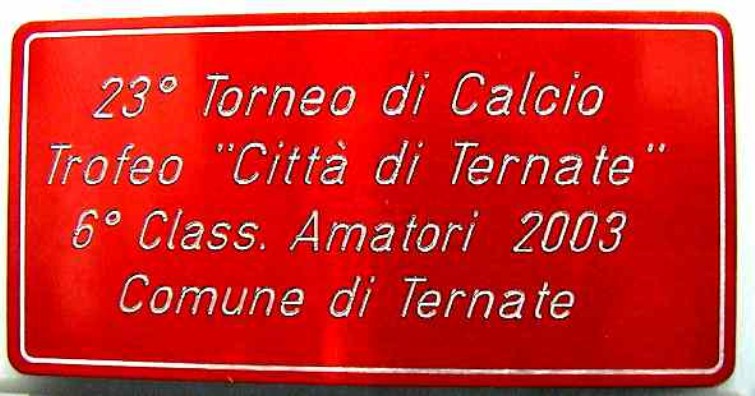 23° Torneo di Calcio
Trofeo "Città di Ternate"
6° Class. Amatori 2003
Comune di Ternate